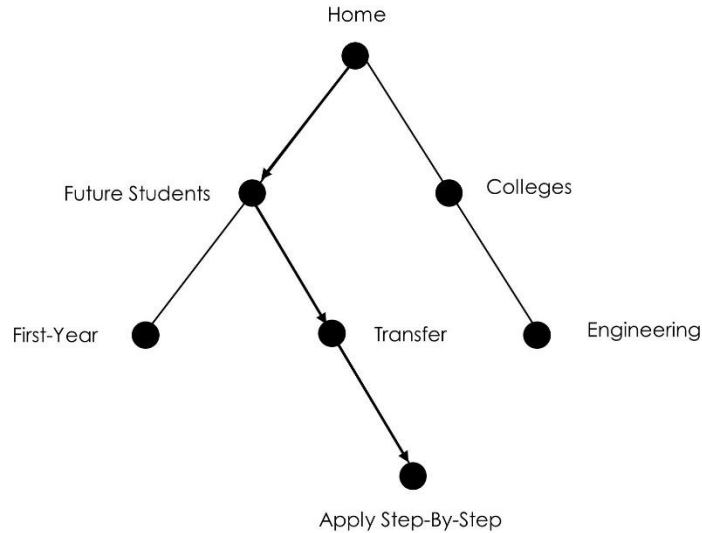 Home
Future Students
Colleges
First-Year
Transfer
Engineering
Apply Step-By-Step